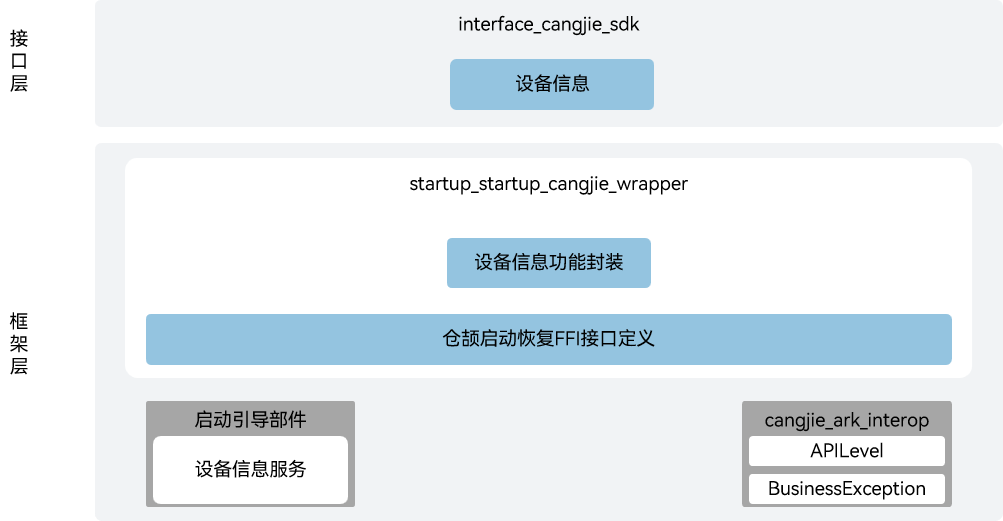 接
口
层
interface_cangjie_sdk
设备信息
框
架
层
startup_startup_cangjie_wrapper
设备信息功能封装
仓颉启动恢复FFI接口定义
启动引导部件
设备信息服务
cangjie_ark_interop
APILevel
BusinessException